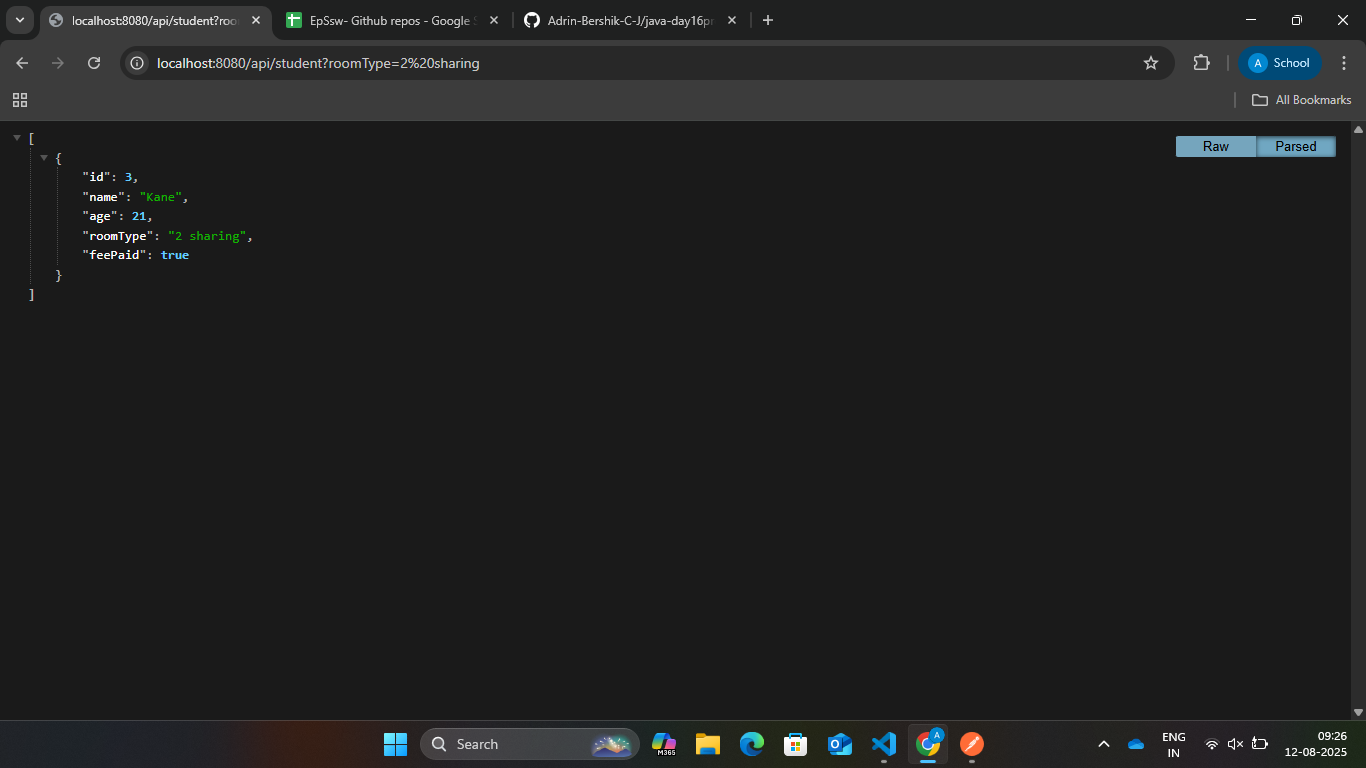 localhost:8080/api/student?roo
EpSsw- Github repos - Google S
Adrin-Bershik-C-J/java-day16pr
localhost:8080/api/student?roomType=2%20sharing
A School
All Bookmarks
Raw Parsed
[
{
"id": 3,
"name": "Kane",
"age": 21,
"roomType": "2 sharing",
"feePaid": true
}
]
Search
M365
A
ENG
IN
09:26
12-08-2025